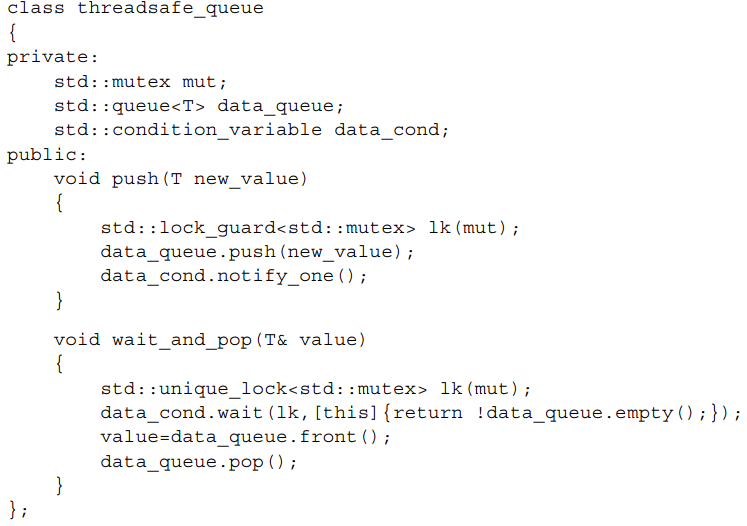 class threadsafe_queue
{
private:
    std::mutex mut;
    std::queue<T> data_queue;
    std::condition_variable data_cond;
public:
    void push(T new_value)
    {
        std::lock_guard<std::mutex> lk(mut);
        data_queue.push(new_value);
        data_cond.notify_one();
    }
    void wait_and_pop(T& value)
    {
        std::unique_lock<std::mutex> lk(mut);
        data_cond.wait(lk,[this]{return !data_queue.empty();});
        value=data_queue.front();
        data_queue.pop();
    }
};